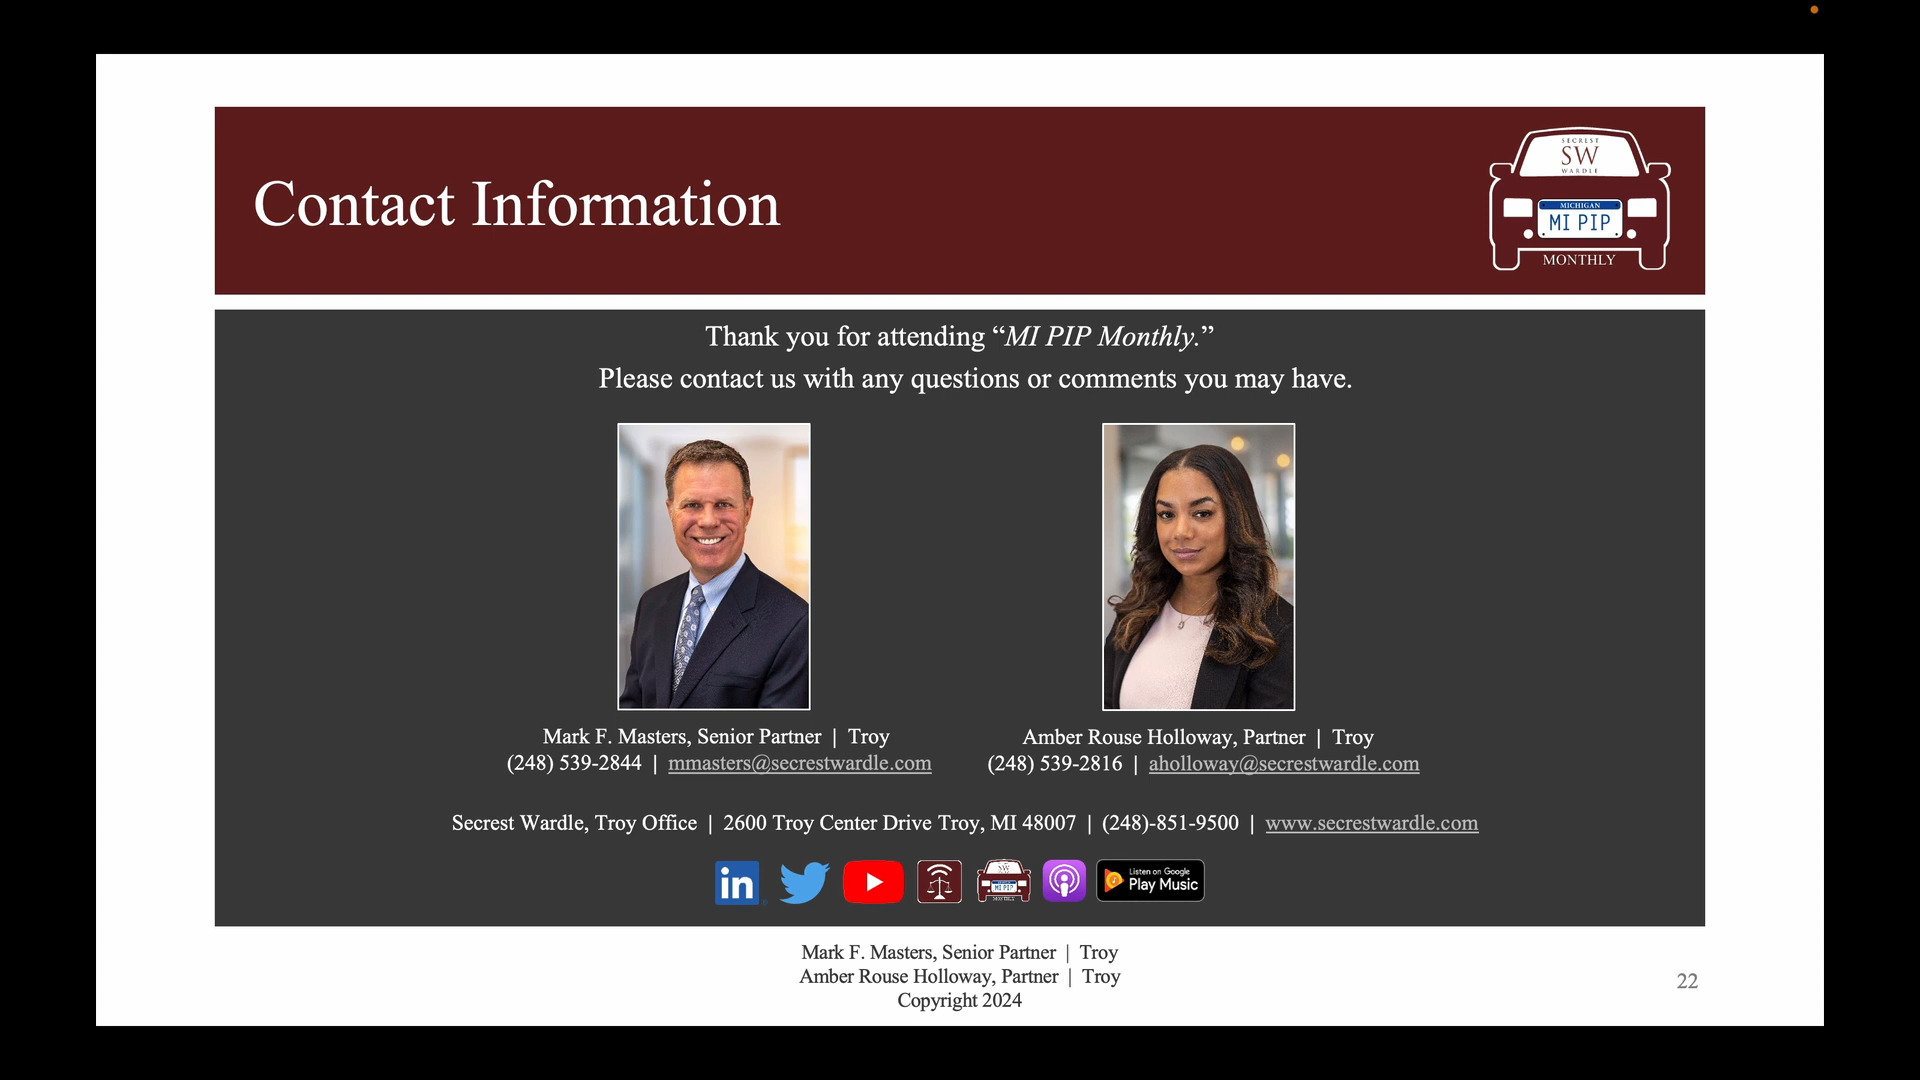 Contact Information
SECREST
SW
WARDLE
MICHIGAN
MI PIP
MONTHLY
Thank you for attending “MI PIP Monthly.”
Please contact us with any questions or comments you may have.
Mark F. Masters, Senior Partner | Troy
(248) 539-2844 | mmasters@secrestwardle.com
Amber Rouse Holloway, Partner | Troy
(248) 539-2816 | aholloway@secrestwardle.com
Secrest Wardle, Troy Office | 2600 Troy Center Drive Troy, MI 48007 | (248)-851-9500 | www.secrestwardle.com
in
SW
MI PIP
MONTHLY
Listen on Google
Play Music
Mark F. Masters, Senior Partner | Troy
Amber Rouse Holloway, Partner | Troy
Copyright 2024
22